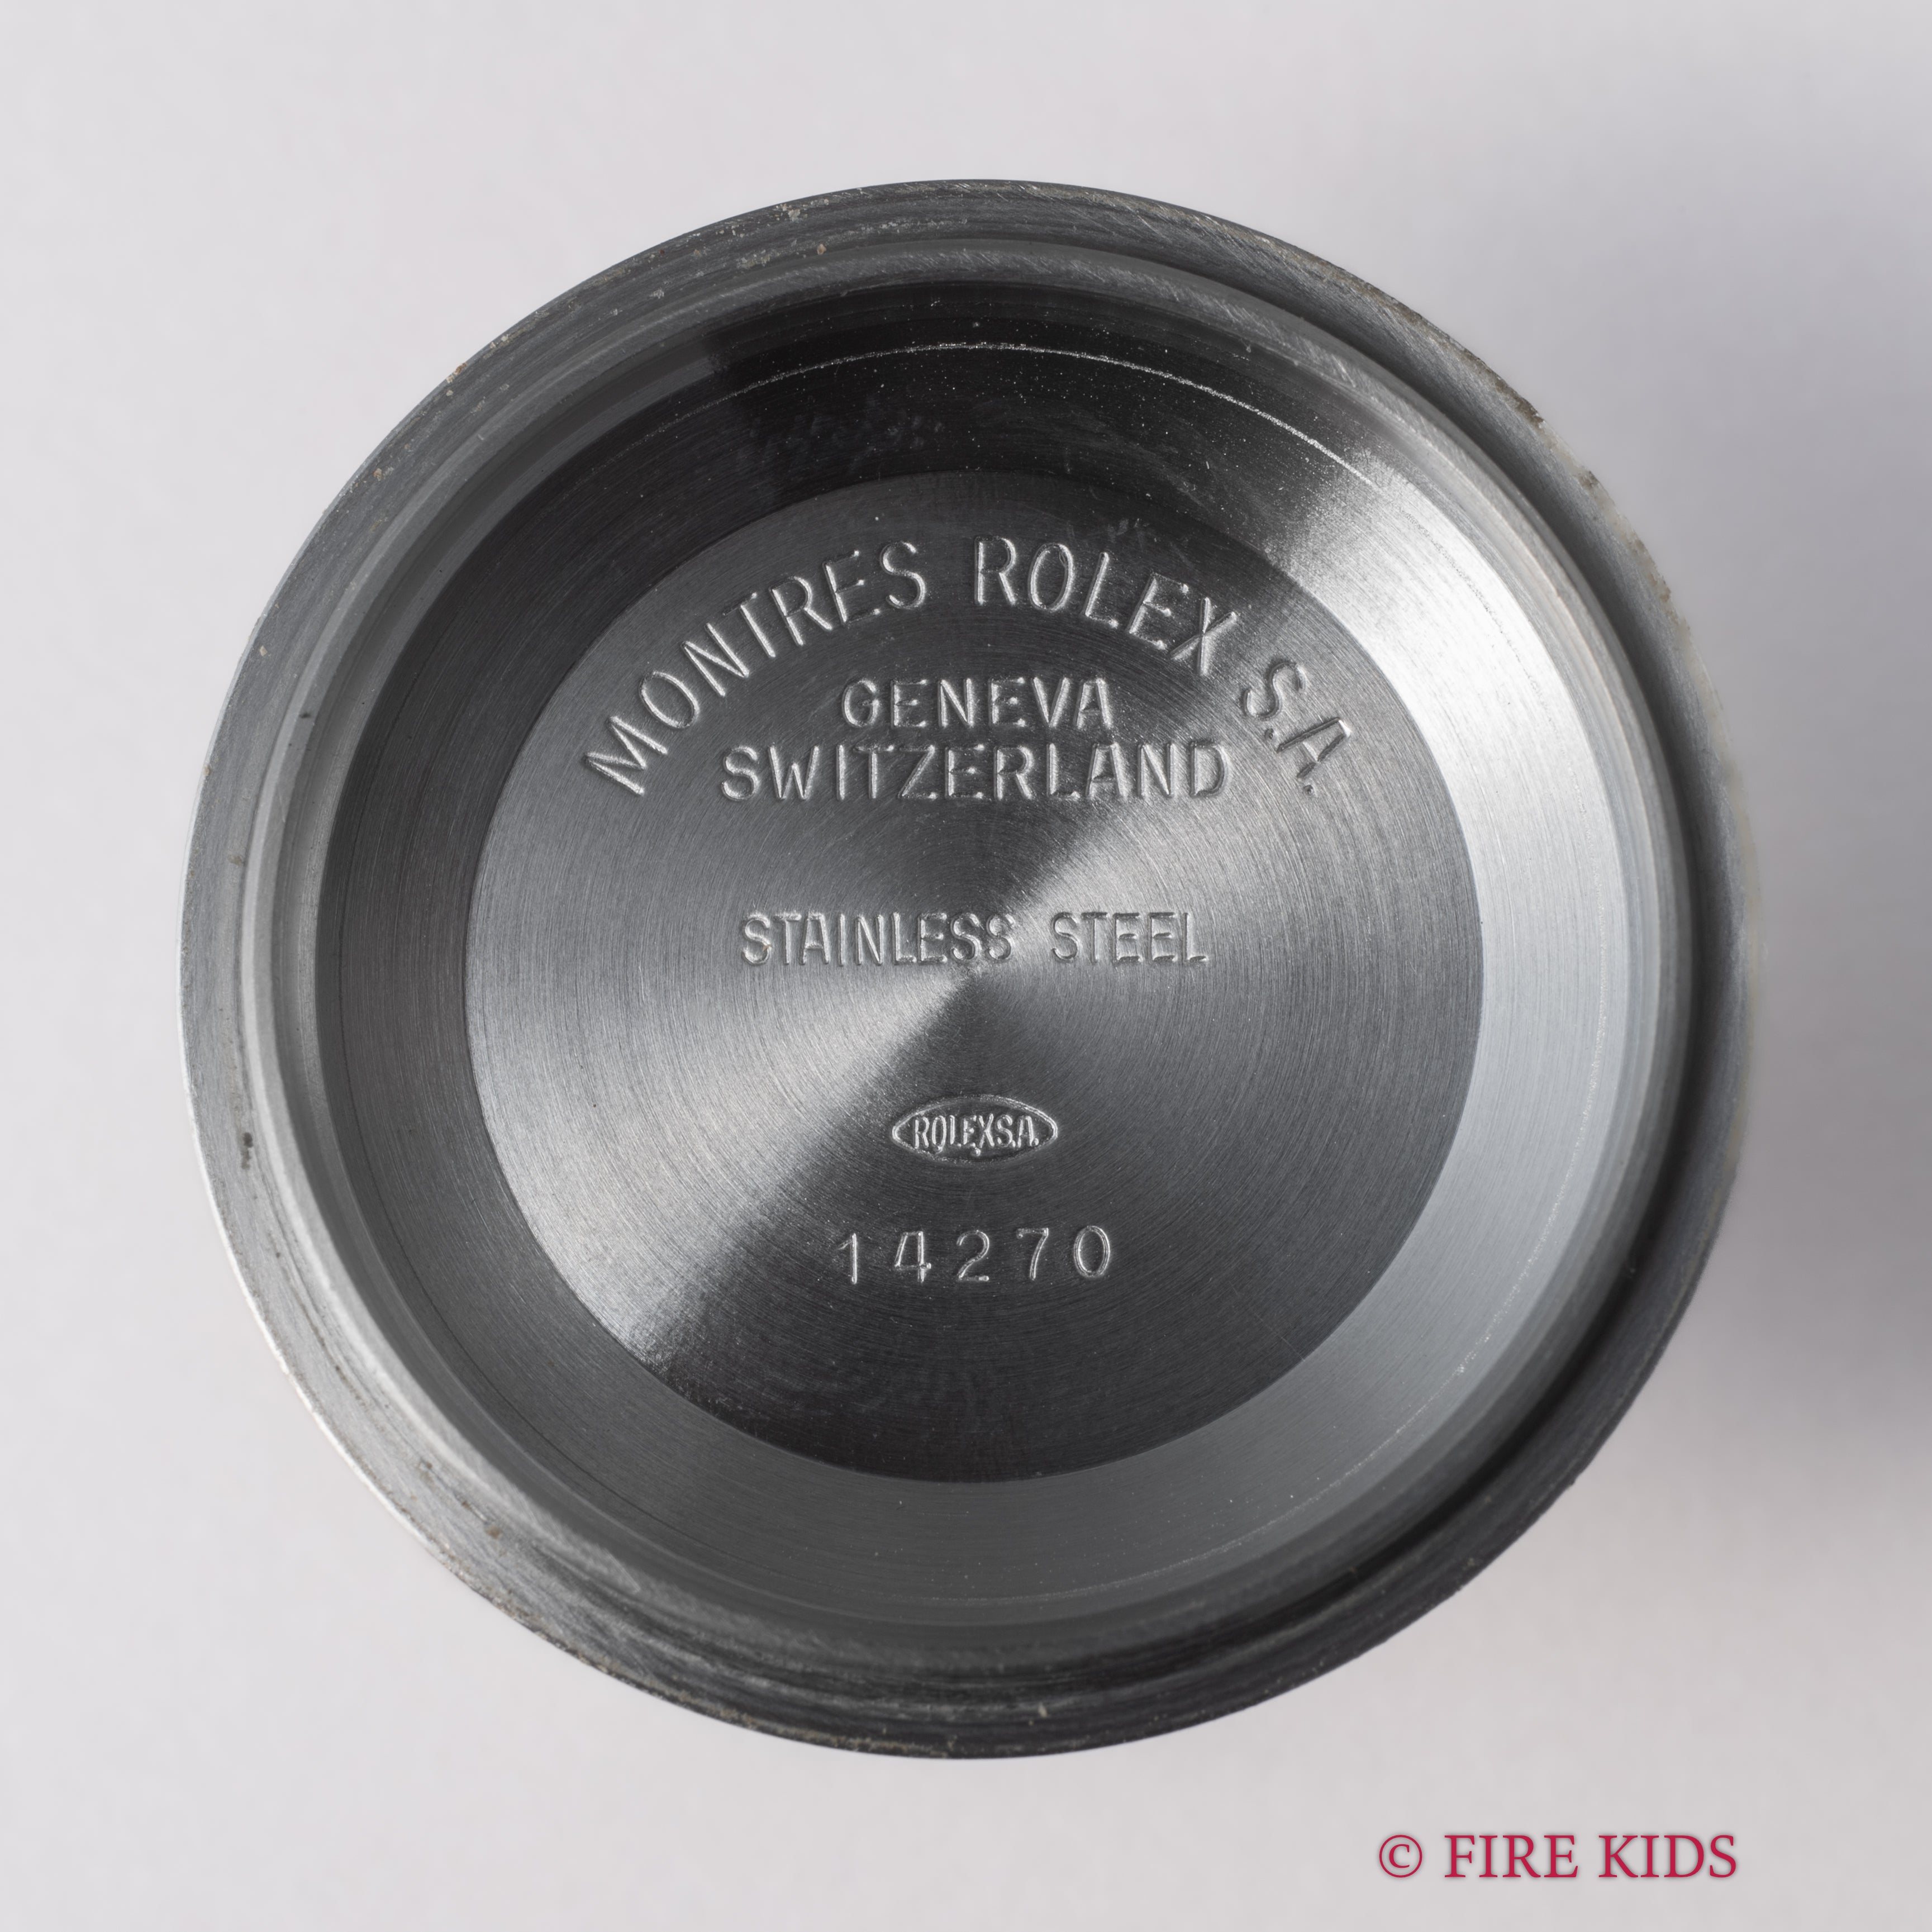 MONTRES ROLEX S.A.
GENEVA
SWITZERLAND
STAINLESS STEEL
ROLEX S.A.
14270
© FIRE KIDS